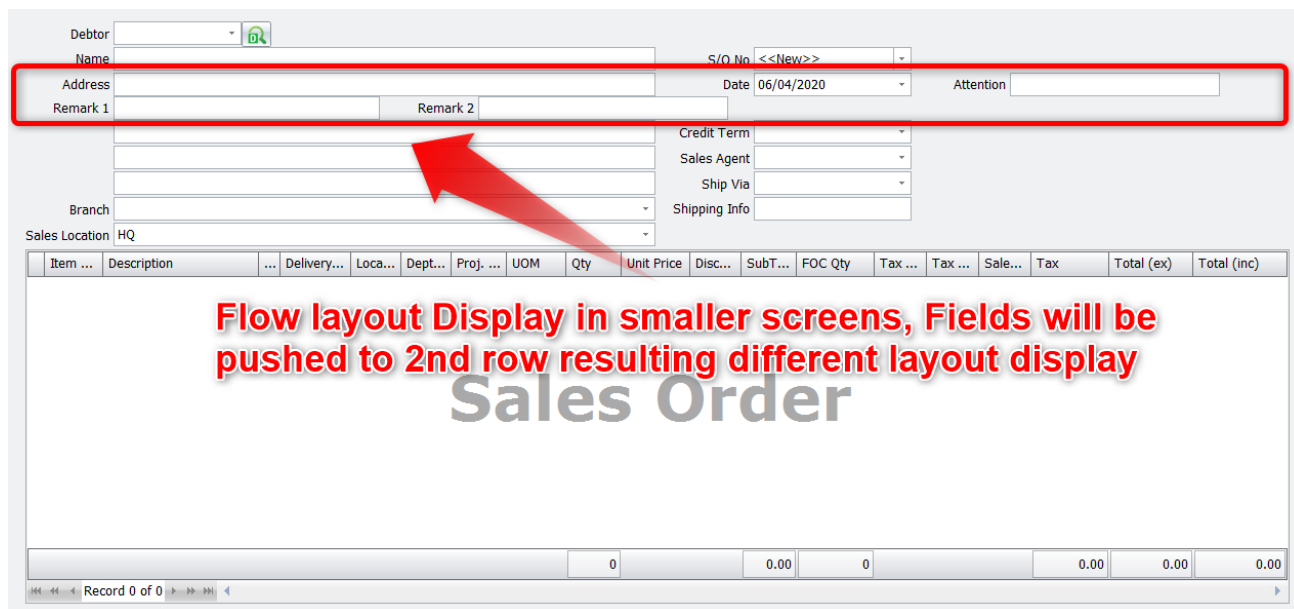 Debtor
Name S/O No <<New>>
Address Date 06/04/2020 Attention
Remark 1 Remark 2
Credit Term
Sales Agent
Ship Via
Branch Shipping Info
Sales Location HQ
Item ... Description ... Delivery... Loca... Dept... Proj. ... UOM Qty Unit Price Disc... SubT... FOC Qty Tax ... Tax ... Sale... Tax Total (ex) Total (inc)
Flow layout Display in smaller screens, Fields will be
pushed to 2nd row resulting different layout display
Sales Order
0 0.00 0 0.00 0.00 0.00
Record 0 of 0